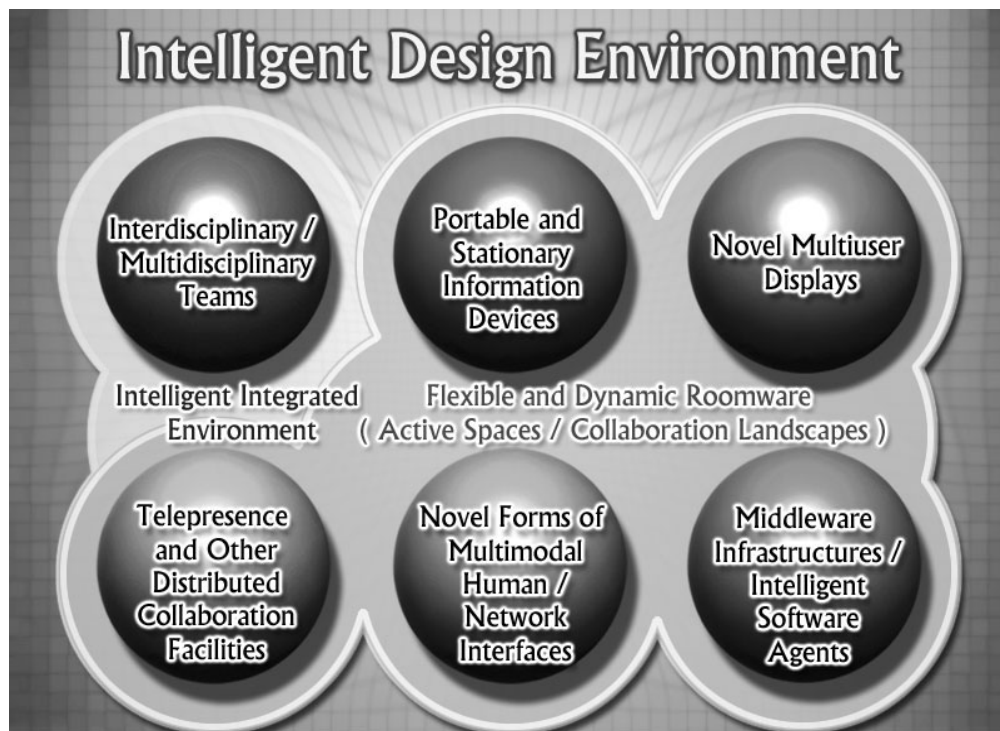 Intelligent Design Environment
Interdisciplinary /
Multidisciplinary
Teams
Portable and
Stationary
Information
Devices
Novel Multiuser
Displays
Intelligent Integrated
Environment
Flexible and Dynamic Roomware
( Active Spaces / Collaboration Landscapes )
Telepresence
and Other
Distributed
Collaboration
Facilities
Novel Forms of
Multimodal
Human /
Network
Interfaces
Middleware
Infrastructures /
Intelligent
Software
Agents